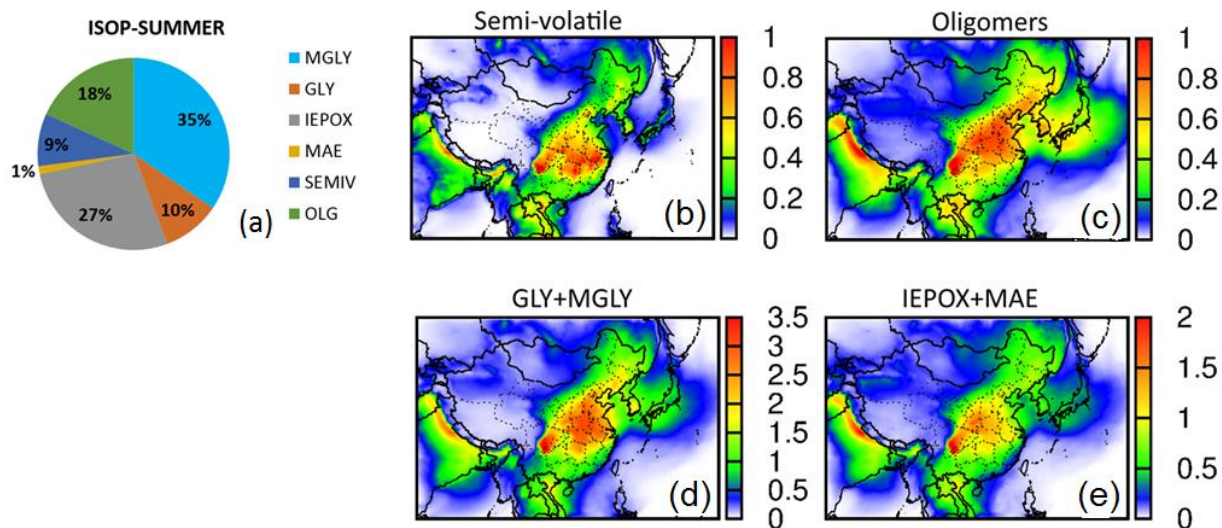 ISOP-SUMMER
18%
35%
9%
1%
27%
10%
(a)
MGLY
GLY
IEPOX
MAE
SEMIV
OLG
Semi-volatile
(b)
1
0.8
0.6
0.4
0.2
0
Oligomers
(c)
1
0.8
0.6
0.4
0.2
0
GLY+MGLY
(d)
3.5
3
2.5
2
1.5
1
0.5
0
IEPOX+MAE
(e)
2
1.5
1
0.5
0